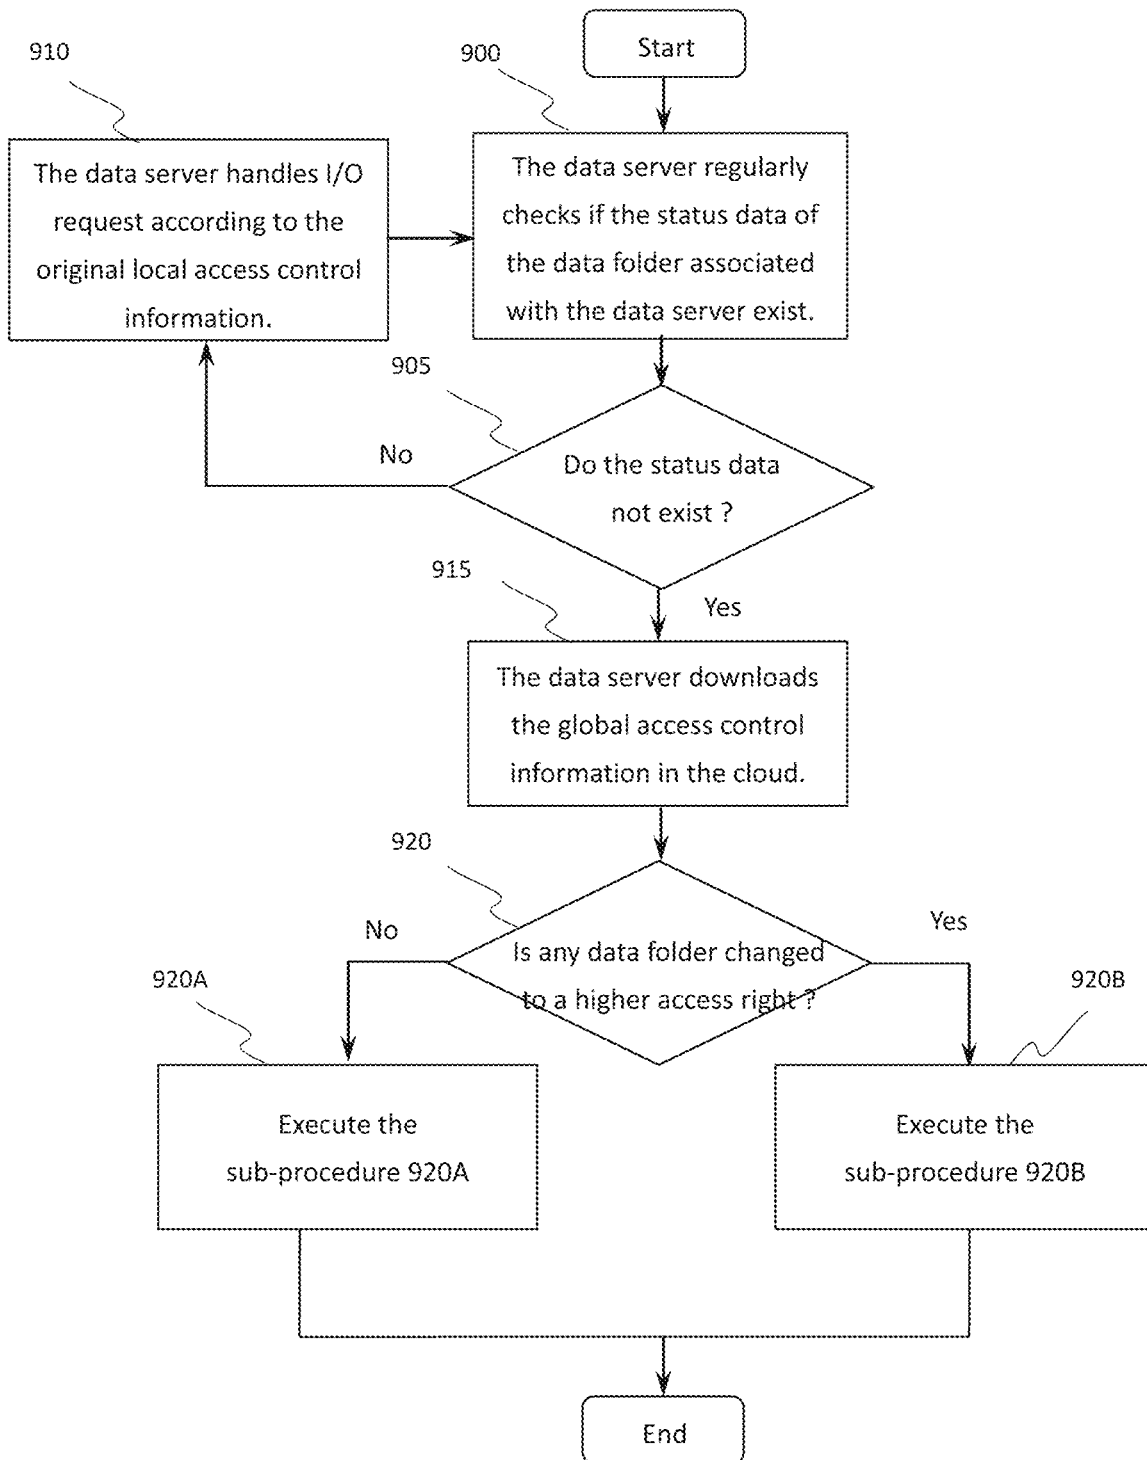 Start
910
900
The data server handles I/O
request according to the
original local access control
information.
The data server regularly
checks if the status data of
the data folder associated
with the data server exist.
905
No
Do the status data
not exist ?
915
Yes
The data server downloads
the global access control
information in the cloud.
920
No
Yes
Is any data folder changed
to a higher access right ?
920A
920B
Execute the
sub-procedure 920A
Execute the
sub-procedure 920B
End